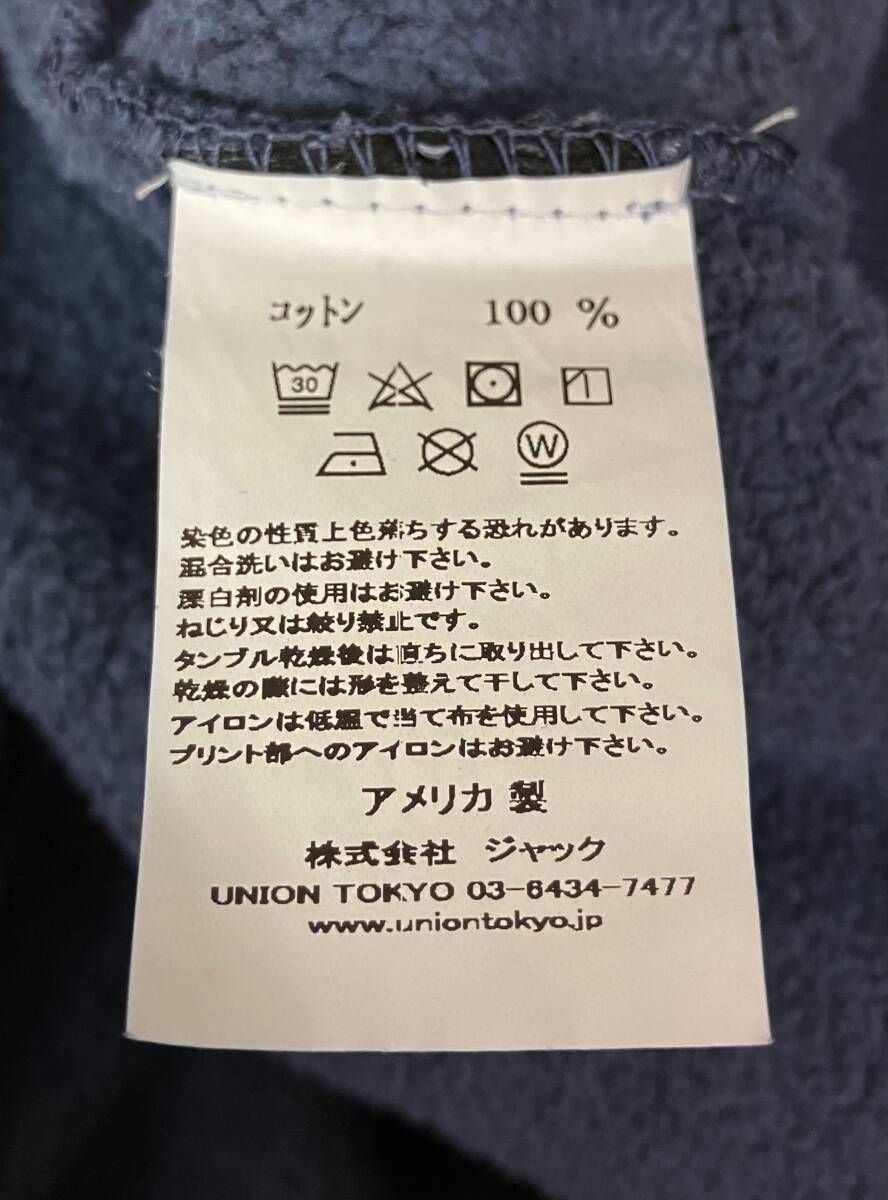 コットン 100 %
30
W
染色の性質上色落ちする恐れがあります。
混合洗いはお避け下さい。
漂白剤の使用はお避け下さい。
ねじり又は絞り禁止です。
タンブル乾燥後は直ちに取り出して下さい。
乾燥の際には形を整えて干して下さい。
アイロンは低温で当て布を使用して下さい。
プリント部へのアイロンはお避け下さい。
アメリカ 製
株式会社 ジャック
UNION TOKYO 03-6434-7477
www.uniontokyo.jp